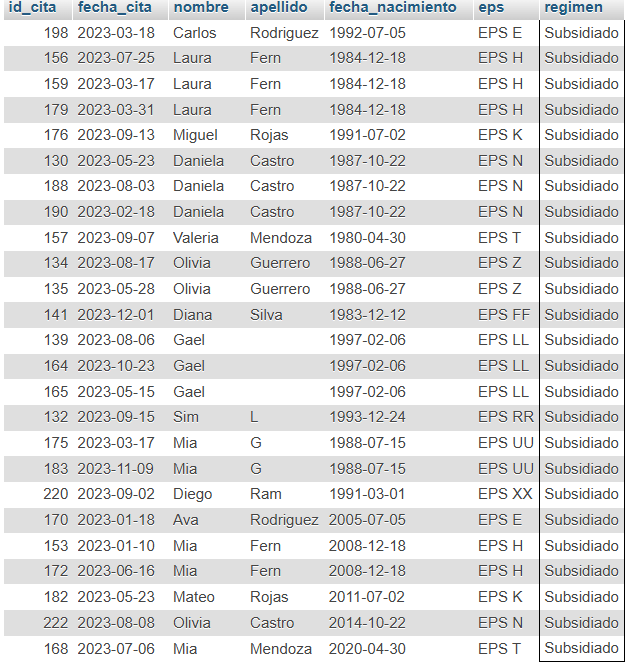 id_cita fecha_cita nombre apellido fecha_nacimiento eps regimen
198 2023-03-18 Carlos Rodriguez 1992-07-05 EPS E Subsidiado
156 2023-07-25 Laura Fern 1984-12-18 EPS H Subsidiado
159 2023-03-17 Laura Fern 1984-12-18 EPS H Subsidiado
179 2023-03-31 Laura Fern 1984-12-18 EPS H Subsidiado
176 2023-09-13 Miguel Rojas 1991-07-02 EPS K Subsidiado
130 2023-05-23 Daniela Castro 1987-10-22 EPS N Subsidiado
188 2023-08-03 Daniela Castro 1987-10-22 EPS N Subsidiado
190 2023-02-18 Daniela Castro 1987-10-22 EPS N Subsidiado
157 2023-09-07 Valeria Mendoza 1980-04-30 EPS T Subsidiado
134 2023-08-17 Olivia Guerrero 1988-06-27 EPS Z Subsidiado
135 2023-05-28 Olivia Guerrero 1988-06-27 EPS Z Subsidiado
141 2023-12-01 Diana Silva 1983-12-12 EPS FF Subsidiado
139 2023-08-06 Gael 1997-02-06 EPS LL Subsidiado
164 2023-10-23 Gael 1997-02-06 EPS LL Subsidiado
165 2023-05-15 Gael 1997-02-06 EPS LL Subsidiado
132 2023-09-15 Sim L 1993-12-24 EPS RR Subsidiado
175 2023-03-17 Mia G 1988-07-15 EPS UU Subsidiado
183 2023-11-09 Mia G 1988-07-15 EPS UU Subsidiado
220 2023-09-02 Diego Ram 1991-03-01 EPS XX Subsidiado
170 2023-01-18 Ava Rodriguez 2005-07-05 EPS E Subsidiado
153 2023-01-10 Mia Fern 2008-12-18 EPS H Subsidiado
172 2023-06-16 Mia Fern 2008-12-18 EPS H Subsidiado
182 2023-05-23 Mateo Rojas 2011-07-02 EPS K Subsidiado
222 2023-08-08 Olivia Castro 2014-10-22 EPS N Subsidiado
168 2023-07-06 Mia Mendoza 2020-04-30 EPS T Subsidiado